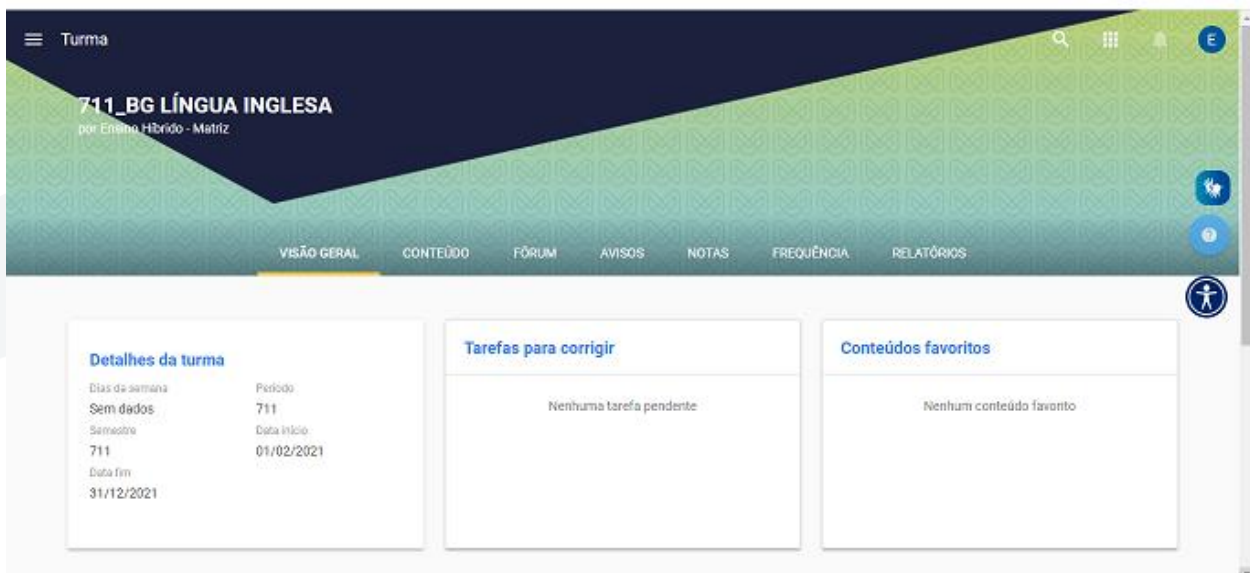 Turma
E
711_BG LÍNGUA INGLESA
por Ensino Híbrido - Matriz
VISÃO GERAL CONTEÚDO FÓRUM AVISOS NOTAS FREQUÊNCIA RELATÓRIOS
Detalhes da turma
Dias da semana Período
Sem dados 711
Semestre Data início
711 01/02/2021
Data fim
31/12/2021
Tarefas para corrigir
Nenhuma tarefa pendente
Conteúdos favoritos
Nenhum conteúdo favorito